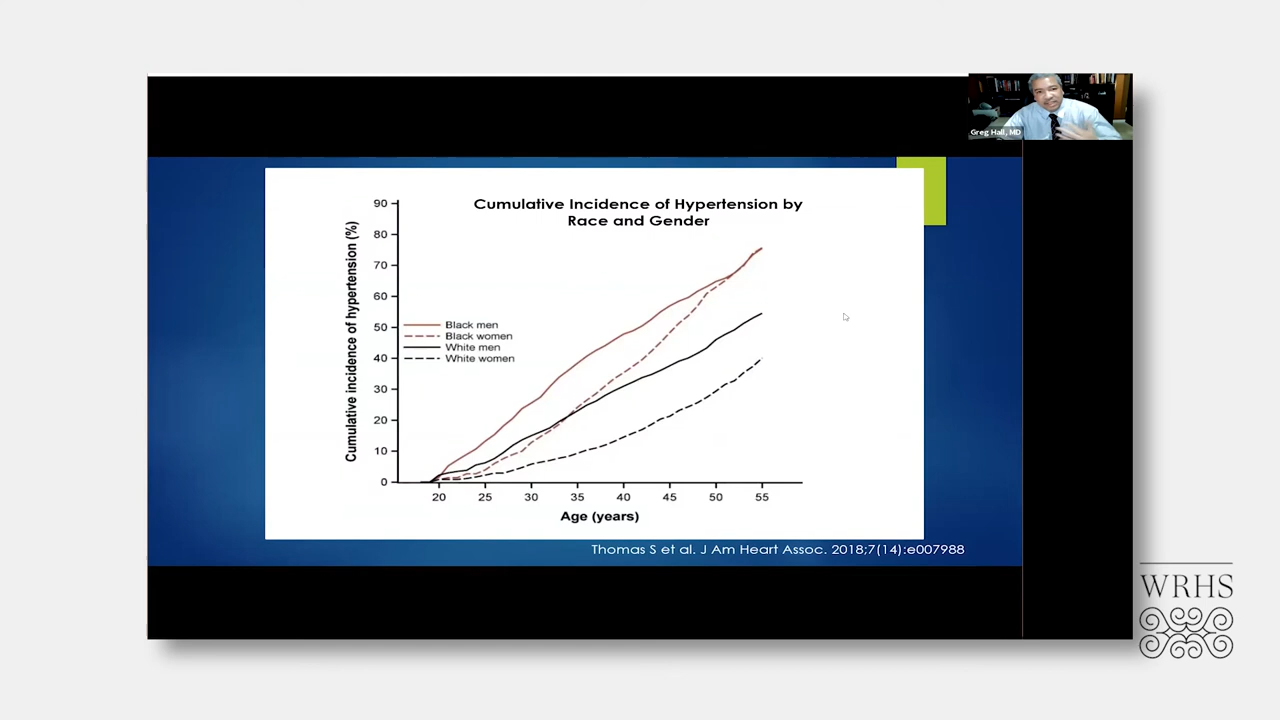 Greg Hall, MD
Cumulative Incidence of Hypertension by
Race and Gender
Cumulative incidence of hypertension (%)
90
80
70
60
50
40
30
20
10
0
Black men
Black women
White men
White women
20 25 30 35 40 45 50 55
Age (years)
Thomas S et al. J Am Heart Assoc. 2018;7(14):e007988
WRHS